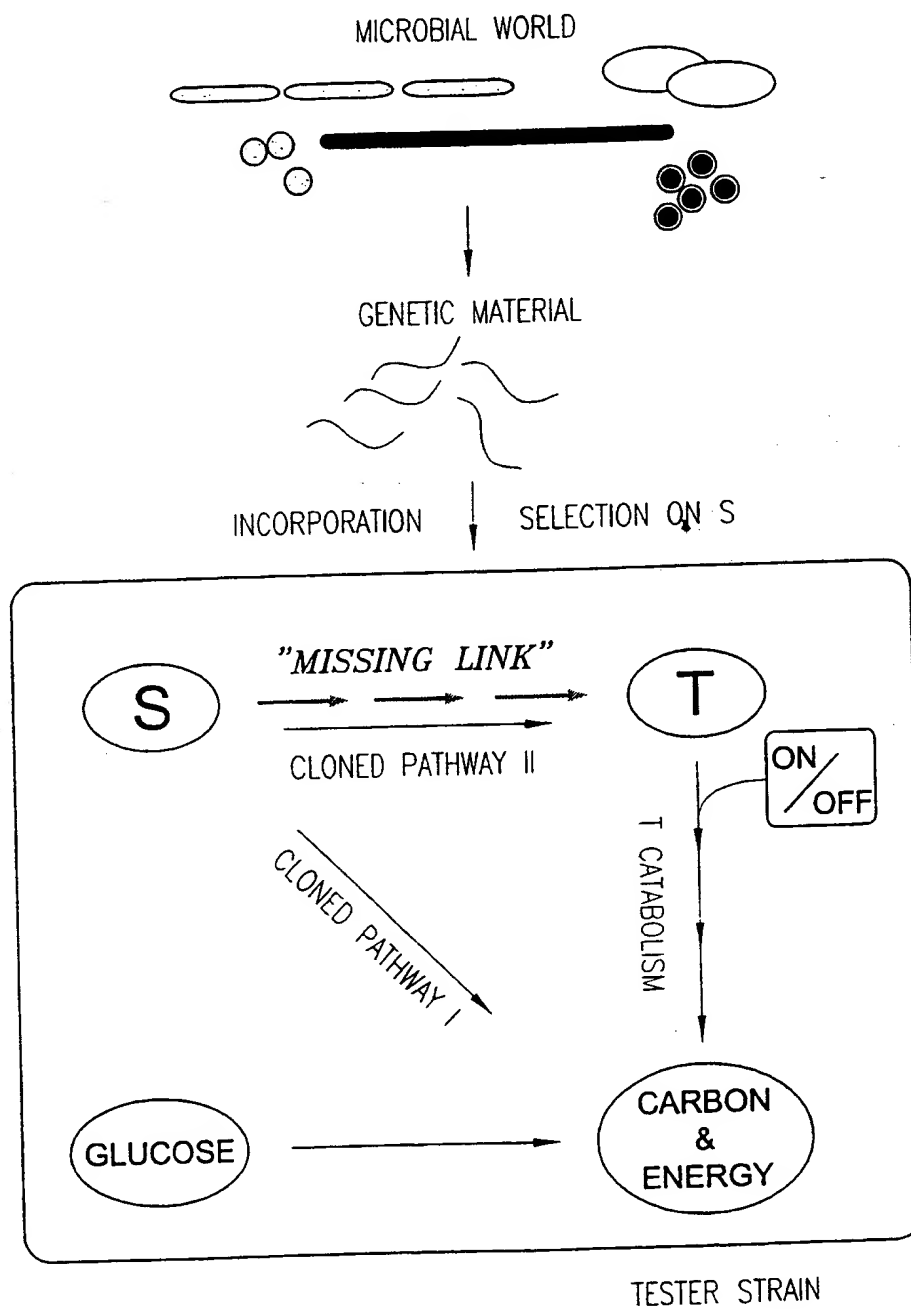 MICROBIAL WORLD
GENETIC MATERIAL
INCORPORATION
SELECTION ON S
S
"MISSING LINK"
T
CLONED PATHWAY II
ON/OFF
T CATABOLISM
CLONED PATHWAY I
GLUCOSE
CARBON
&
ENERGY
TESTER STRAIN